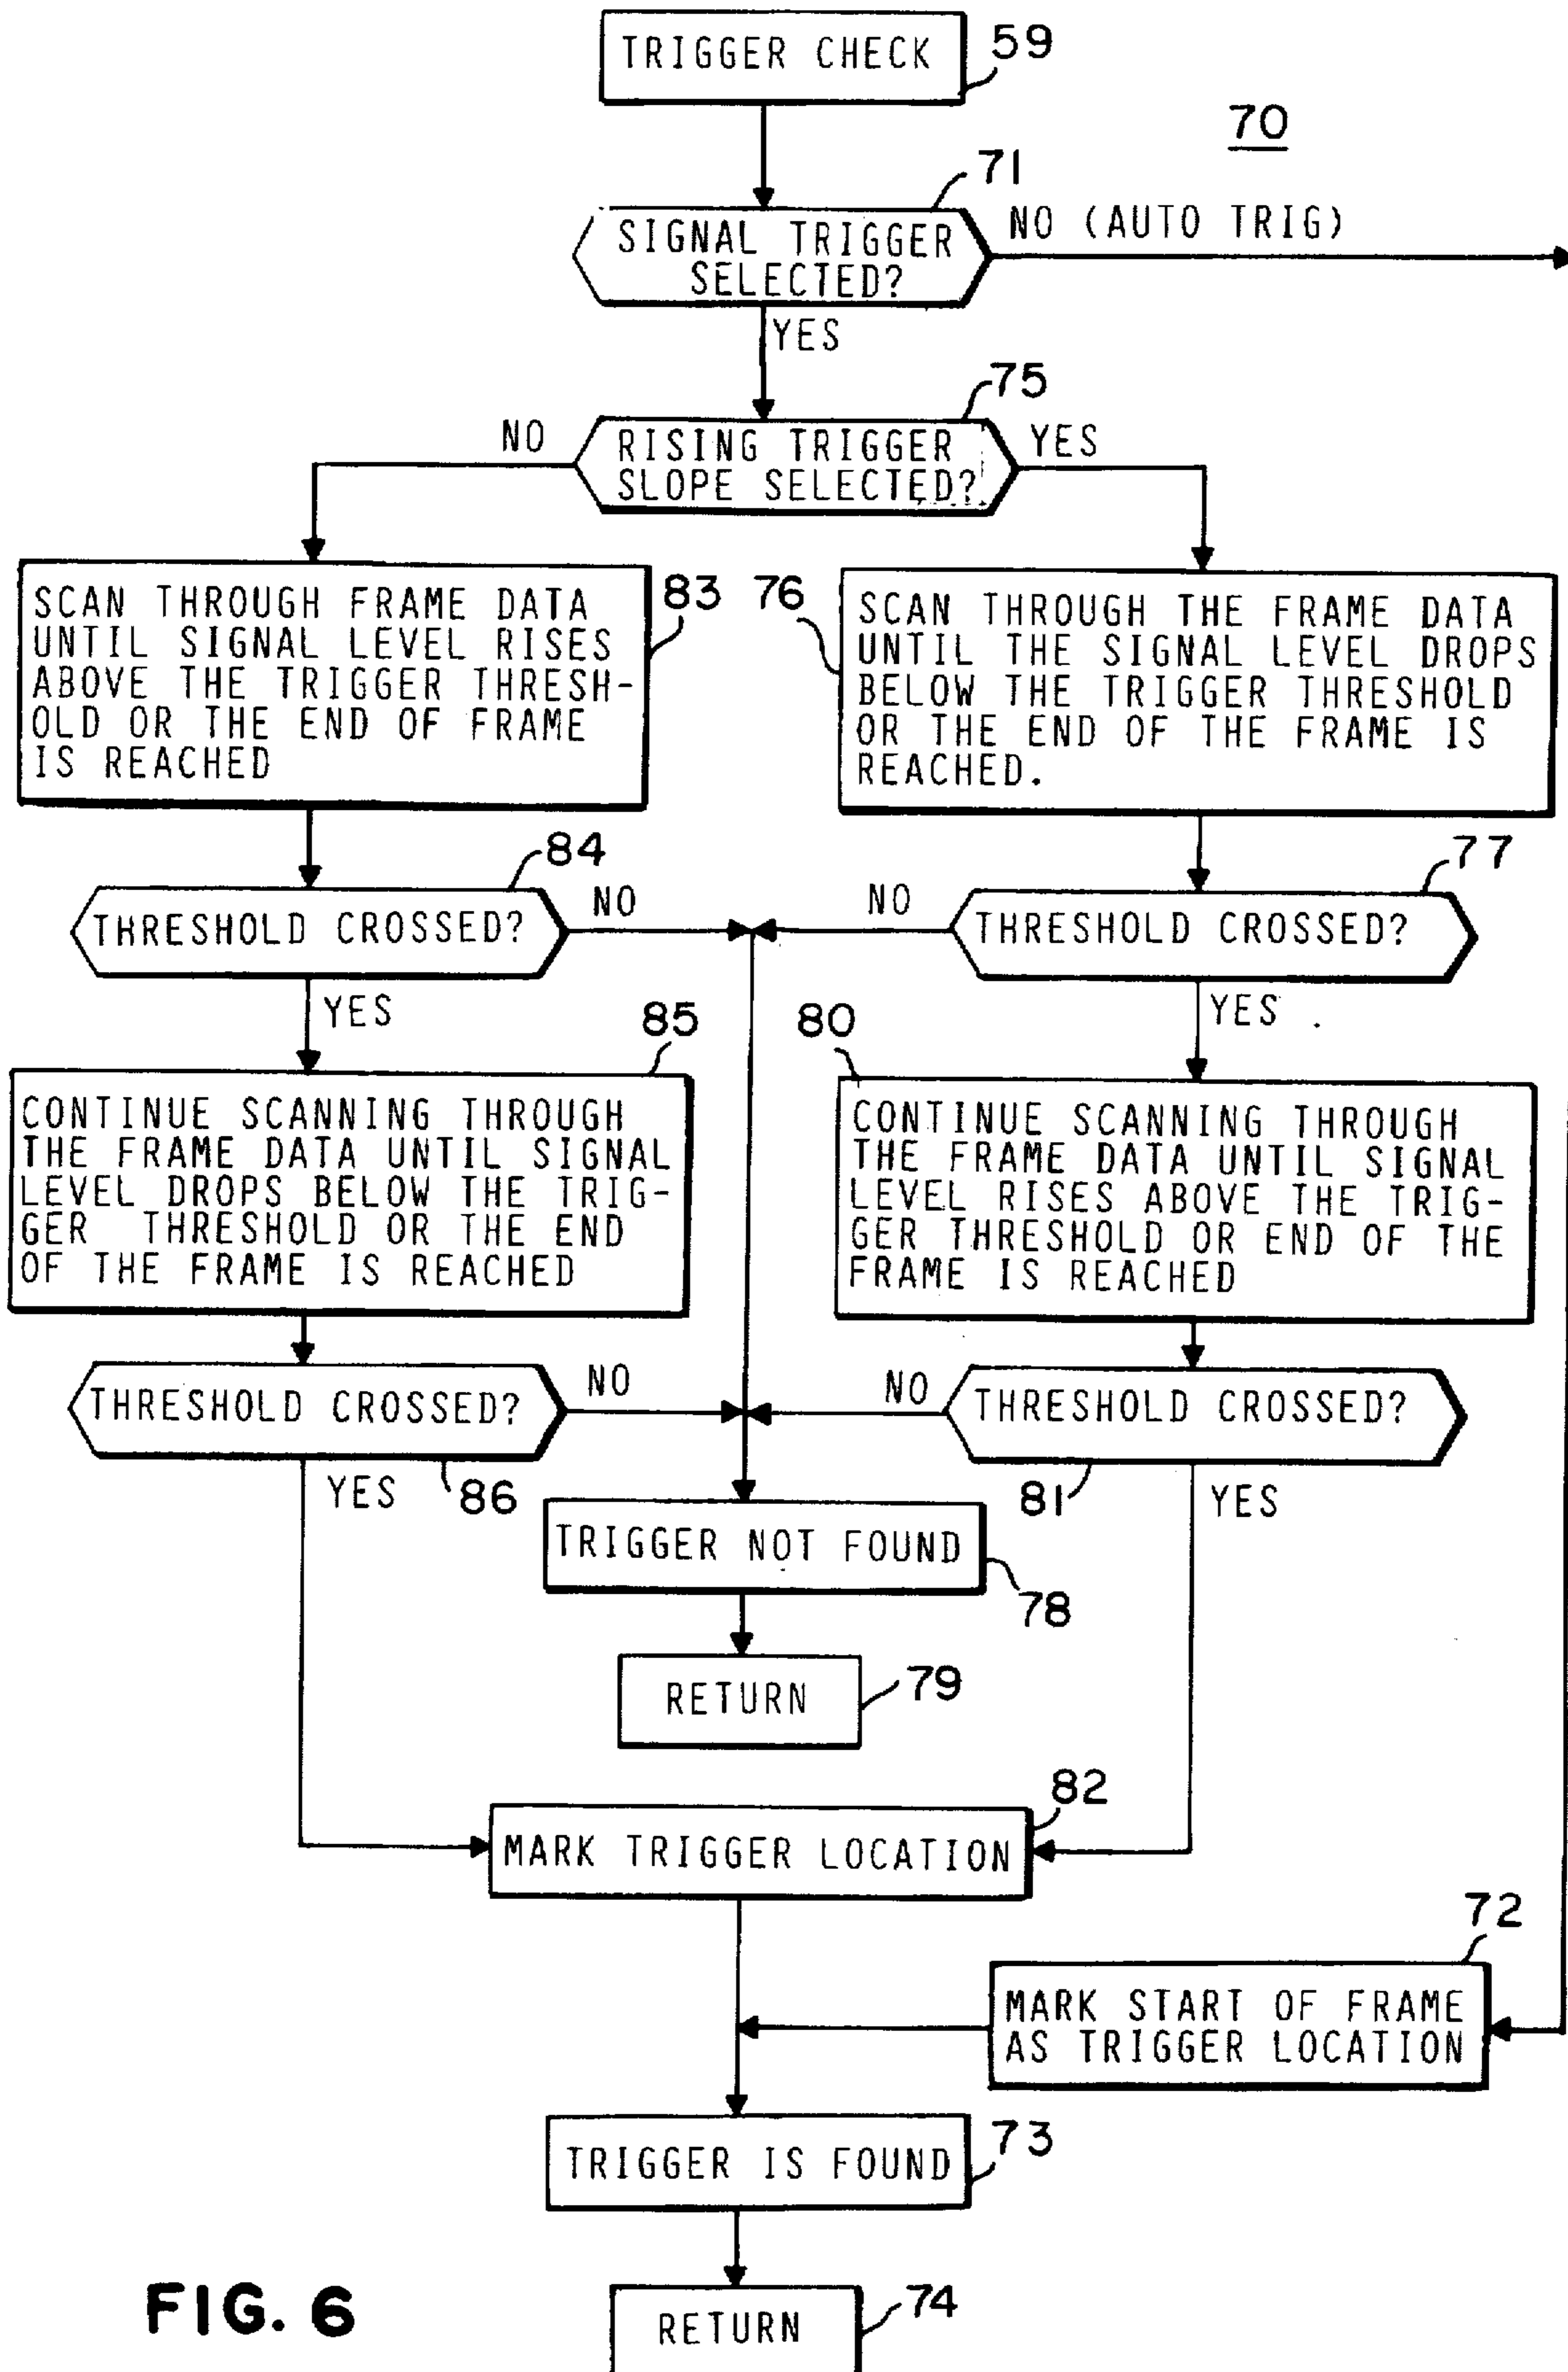 TRIGGER CHECK
59
70
71
SIGNAL TRIGGER
SELECTED?
NO (AUTO TRIG)
YES
75
NO
RISING TRIGGER
SLOPE SELECTED?
YES
SCAN THROUGH FRAME DATA
UNTIL SIGNAL LEVEL RISES
ABOVE THE TRIGGER THRESH-
OLD OR THE END OF FRAME
IS REACHED
83
76
SCAN THROUGH THE FRAME DATA
UNTIL THE SIGNAL LEVEL DROPS
BELOW THE TRIGGER THRESHOLD
OR THE END OF THE FRAME IS
REACHED.
84
THRESHOLD CROSSED?
NO
NO
77
THRESHOLD CROSSED?
YES
YES
85
CONTINUE SCANNING THROUGH
THE FRAME DATA UNTIL SIGNAL
LEVEL DROPS BELOW THE TRIG-
GER THRESHOLD OR THE END
OF THE FRAME IS REACHED
80
CONTINUE SCANNING THROUGH
THE FRAME DATA UNTIL SIGNAL
LEVEL RISES ABOVE THE TRIG-
GER THRESHOLD OR END OF THE
FRAME IS REACHED
THRESHOLD CROSSED?
NO
NO
THRESHOLD CROSSED?
YES
86
81
YES
TRIGGER NOT FOUND
78
RETURN
79
82
MARK TRIGGER LOCATION
72
MARK START OF FRAME
AS TRIGGER LOCATION
TRIGGER IS FOUND
73
RETURN
74
FIG. 6